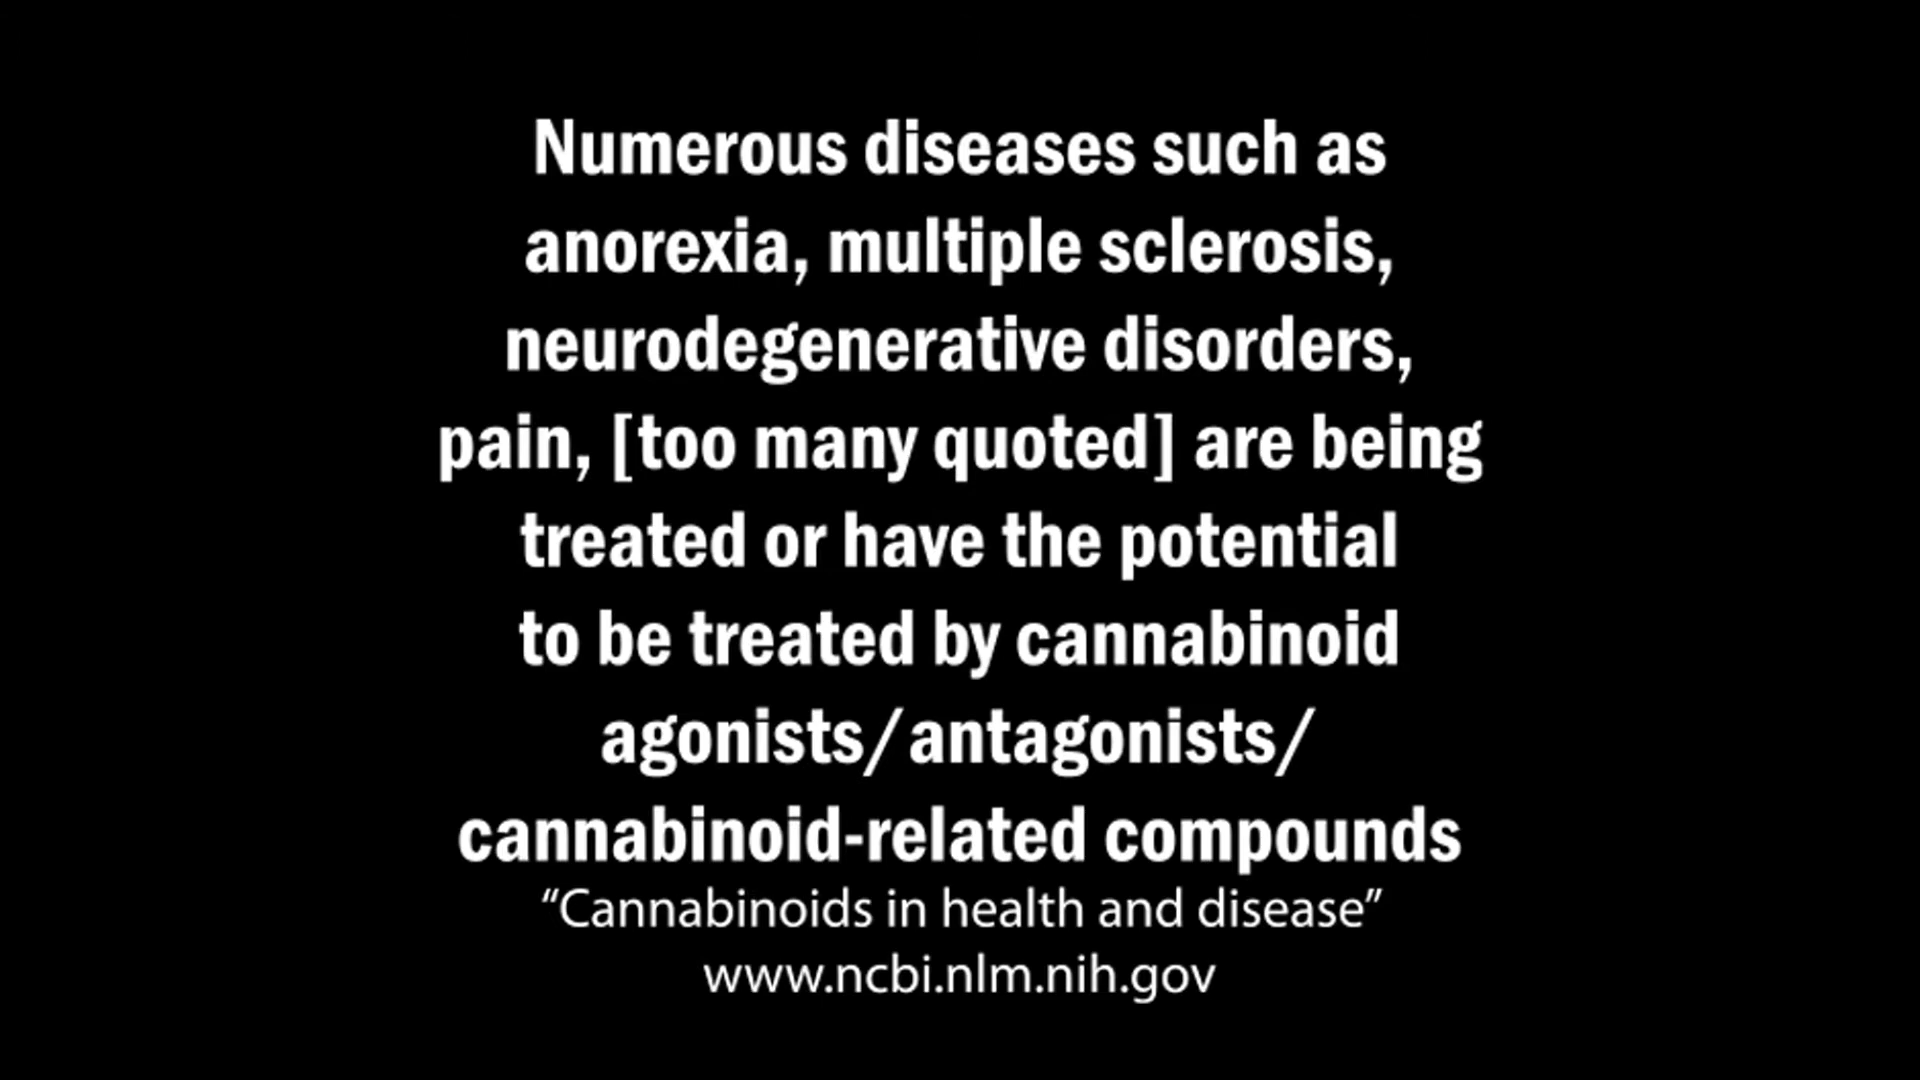 Numerous diseases such as
anorexia, multiple sclerosis,
neurodegenerative disorders,
pain, [too many quoted] are being
treated or have the potential
to be treated by cannabinoid
agonists/antagonists/
cannabinoid-related compounds
“Cannabinoids in health and disease”
www.ncbi.nlm.nih.gov